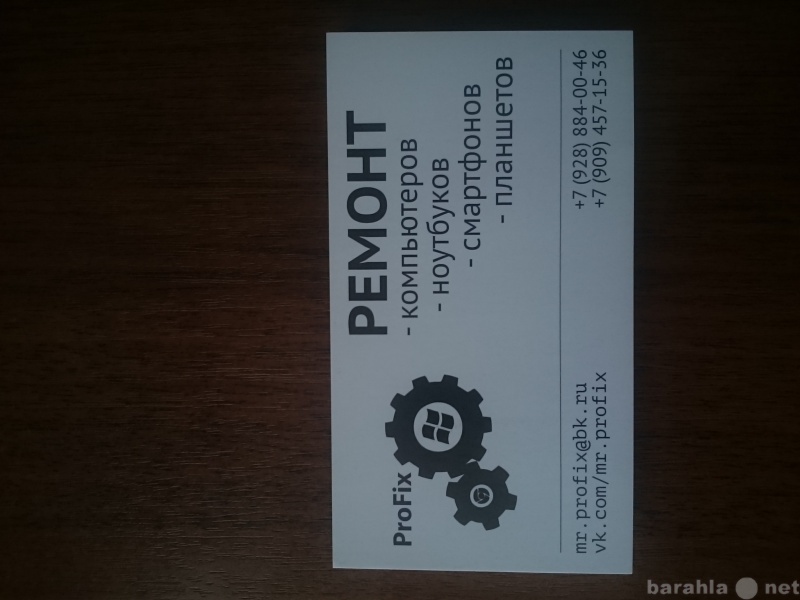 ProFix
РЕМОНТ
- компьютеров
- ноутбуков
- смартфонов
- планшетов
mr.profix@bk.ru
vk.com/mr.profix
+7 (928) 884-00-46
+7 (909) 457-15-36
barahla net